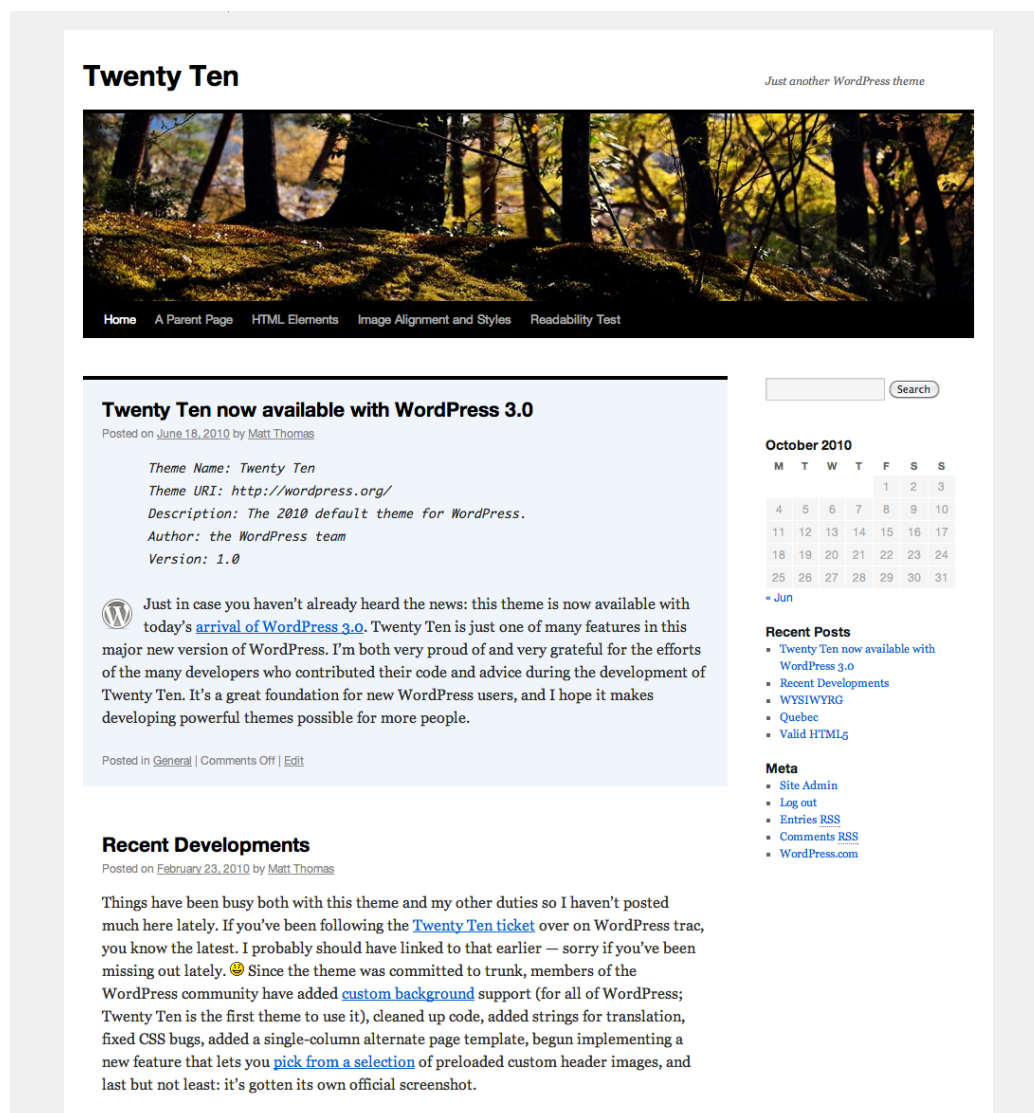 Twenty Ten
Just another WordPress theme
Home A Parent Page HTML Elements Image Alignment and Styles Readability Test
Twenty Ten now available with WordPress 3.0
Posted on June 18, 2010 by Matt Thomas
Theme Name: Twenty Ten
Theme URI: http://wordpress.org/
Description: The 2010 default theme for WordPress.
Author: the WordPress team
Version: 1.0
Just in case you haven’t already heard the news: this theme is now available with
today’s arrival of WordPress 3.0. Twenty Ten is just one of many features in this
major new version of WordPress. I’m both very proud of and very grateful for the efforts
of the many developers who contributed their code and advice during the development of
Twenty Ten. It’s a great foundation for new WordPress users, and I hope it makes
developing powerful themes possible for more people.
Posted in General | Comments Off | Edit
Recent Developments
Posted on February 23, 2010 by Matt Thomas
Things have been busy both with this theme and my other duties so I haven’t posted
much here lately. If you’ve been following the Twenty Ten ticket over on WordPress trac,
you know the latest. I probably should have linked to that earlier — sorry if you’ve been
missing out lately. Since the theme was committed to trunk, members of the
WordPress community have added custom background support (for all of WordPress;
Twenty Ten is the first theme to use it), cleaned up code, added strings for translation,
fixed CSS bugs, added a single-column alternate page template, begun implementing a
new feature that lets you pick from a selection of preloaded custom header images, and
last but not least: it’s gotten its own official screenshot.
Search
October 2010
M T W T F S S
1 2 3
4 5 6 7 8 9 10
11 12 13 14 15 16 17
18 19 20 21 22 23 24
25 26 27 28 29 30 31
« Jun
Recent Posts
Twenty Ten now available with
WordPress 3.0
Recent Developments
WYSIWYRG
Quebec
Valid HTML5
Meta
Site Admin
Log out
Entries RSS
Comments RSS
WordPress.com